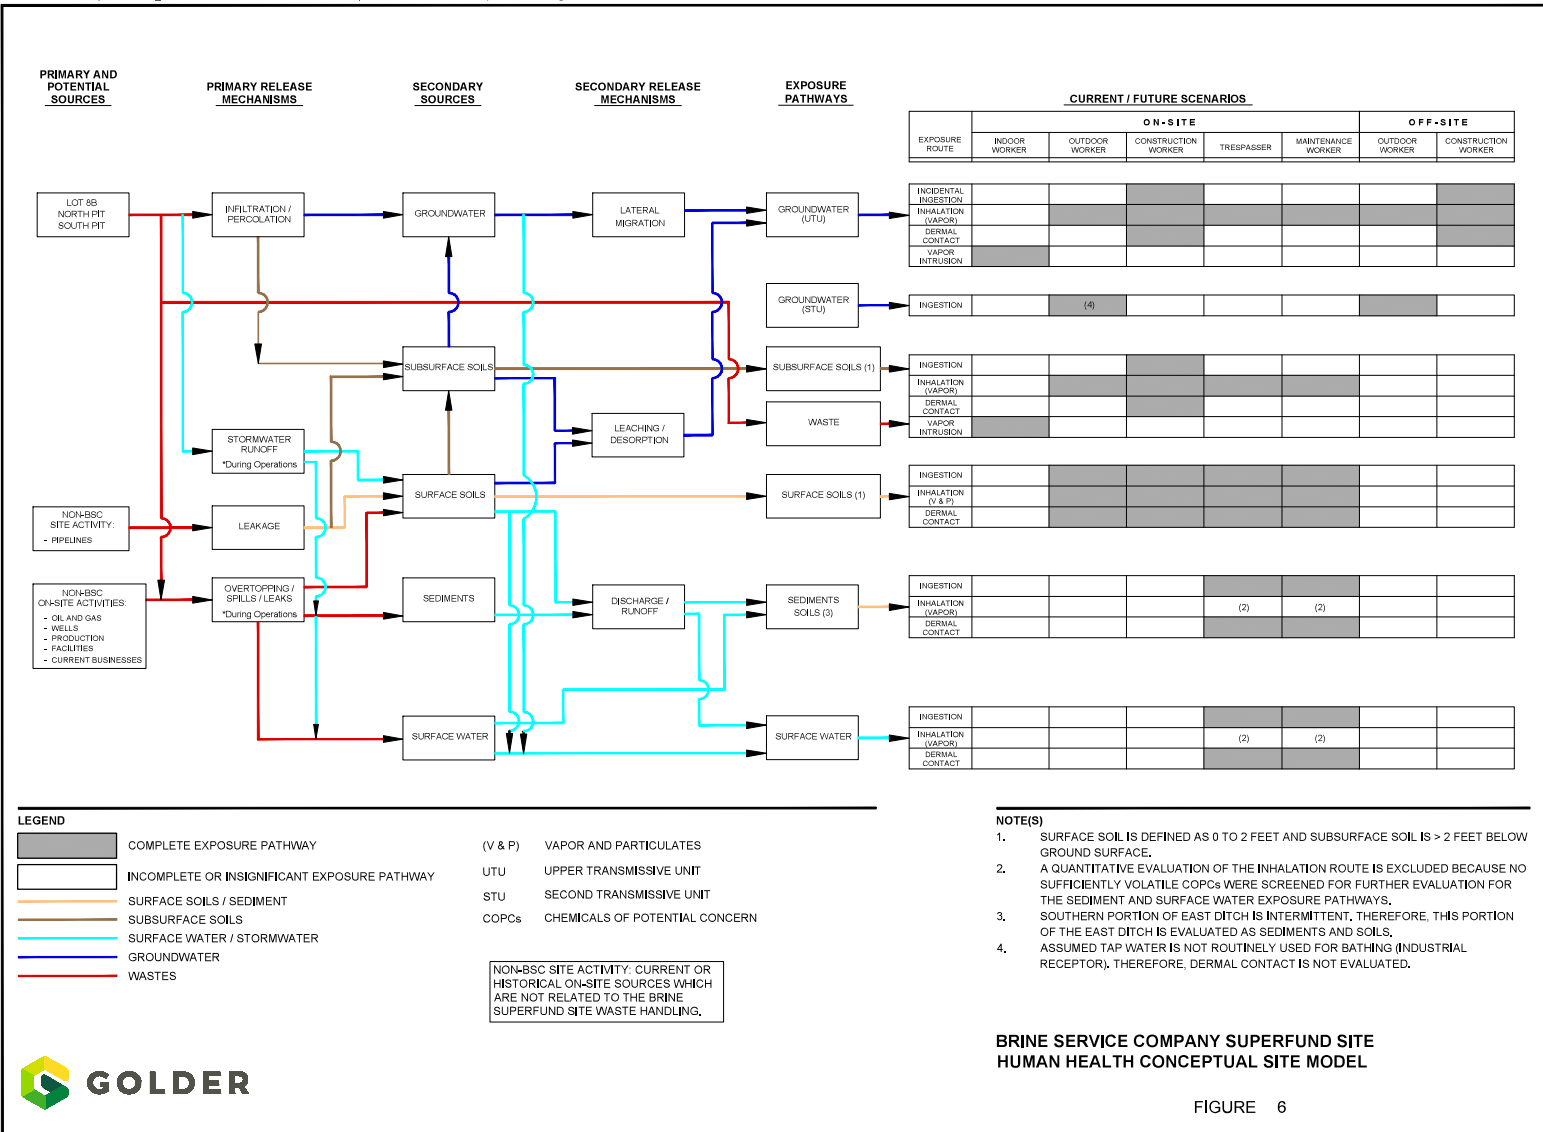 PRIMARY AND
POTENTIAL
SOURCES
PRIMARY RELEASE
MECHANISMS
SECONDARY
SOURCES
SECONDARY RELEASE
MECHANISMS
EXPOSURE
PATHWAYS
CURRENT / FUTURE SCENARIOS
ON-SITE
OFF-SITE
EXPOSURE
ROUTE
INDOOR
WORKER
OUTDOOR
WORKER
CONSTRUCTION
WORKER
TRESPASSER
MAINTENANCE
WORKER
OUTDOOR
WORKER
CONSTRUCTION
WORKER
LOT 8B
NORTH PIT
SOUTH PIT
INFILTRATION /
PERCOLATION
GROUNDWATER
LATERAL
MIGRATION
GROUNDWATER
(UTU)
INCIDENTAL
INGESTION
INHALATION
(VAPOR)
DERMAL
CONTACT
VAPOR
INTRUSION
GROUNDWATER
(STU)
INGESTION
(4)
SUBSURFACE SOILS
SUBSURFACE SOILS (1)
INGESTION
INHALATION
(VAPOR)
DERMAL
CONTACT
VAPOR
INTRUSION
WASTE
LEACHING /
DESORPTION
STORMWATER
RUNOFF
*During Operations
SURFACE SOILS
SURFACE SOILS (1)
INGESTION
INHALATION
(V & P)
DERMAL
CONTACT
NON-BSC
SITE ACTIVITY:
- PIPELINES
LEAKAGE
NON-BSC
ON-SITE ACTIVITIES:
- OIL AND GAS
- WELLS
- PRODUCTION
- FACILITIES
- CURRENT BUSINESSES
OVERTOPPING /
SPILLS / LEAKS
*During Operations
SEDIMENTS
DISCHARGE /
RUNOFF
SEDIMENTS
SOILS (3)
INGESTION
INHALATION
(VAPOR)
(2)
(2)
DERMAL
CONTACT
SURFACE WATER
SURFACE WATER
INGESTION
INHALATION
(VAPOR)
(2)
(2)
DERMAL
CONTACT
LEGEND
COMPLETE EXPOSURE PATHWAY
INCOMPLETE OR INSIGNIFICANT EXPOSURE PATHWAY
SURFACE SOILS / SEDIMENT
SUBSURFACE SOILS
SURFACE WATER / STORMWATER
GROUNDWATER
WASTES
(V & P) VAPOR AND PARTICULATES
UTU UPPER TRANSMISSIVE UNIT
STU SECOND TRANSMISSIVE UNIT
COPCs CHEMICALS OF POTENTIAL CONCERN
NON-BSC SITE ACTIVITY: CURRENT OR
HISTORICAL ON-SITE SOURCES WHICH
ARE NOT RELATED TO THE BRINE
SUPERFUND SITE WASTE HANDLING.
NOTE(S)
1. SURFACE SOIL IS DEFINED AS 0 TO 2 FEET AND SUBSURFACE SOIL IS > 2 FEET BELOW
GROUND SURFACE.
2. A QUANTITATIVE EVALUATION OF THE INHALATION ROUTE IS EXCLUDED BECAUSE NO
SUFFICIENTLY VOLATILE COPCs WERE SCREENED FOR FURTHER EVALUATION FOR
THE SEDIMENT AND SURFACE WATER EXPOSURE PATHWAYS.
3. SOUTHERN PORTION OF EAST DITCH IS INTERMITTENT. THEREFORE, THIS PORTION
OF THE EAST DITCH IS EVALUATED AS SEDIMENTS AND SOILS.
4. ASSUMED TAP WATER IS NOT ROUTINELY USED FOR BATHING (INDUSTRIAL
RECEPTOR). THEREFORE, DERMAL CONTACT IS NOT EVALUATED.
BRINE SERVICE COMPANY SUPERFUND SITE
HUMAN HEALTH CONCEPTUAL SITE MODEL
FIGURE 6
GOLDER